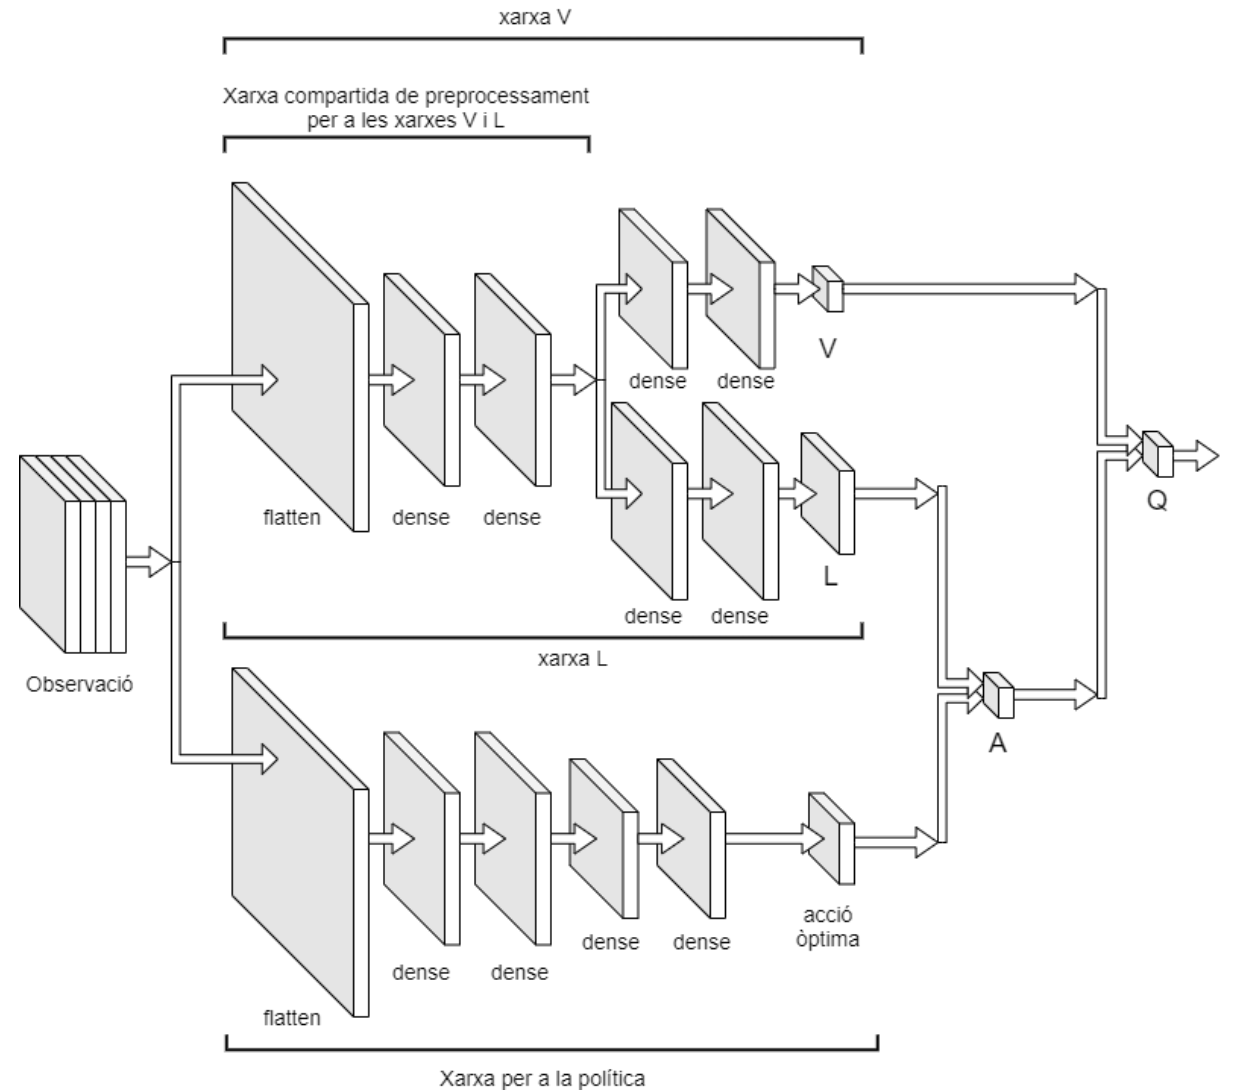 xarxa V
Xarxa compartida de preprocessament
per a les xarxes V i L
dense
dense
V
flatten
dense
dense
L
Q
dense
dense
xarxa L
Observació
A
dense
dense
dense
dense
acció
òptima
flatten
Xarxa per a la política